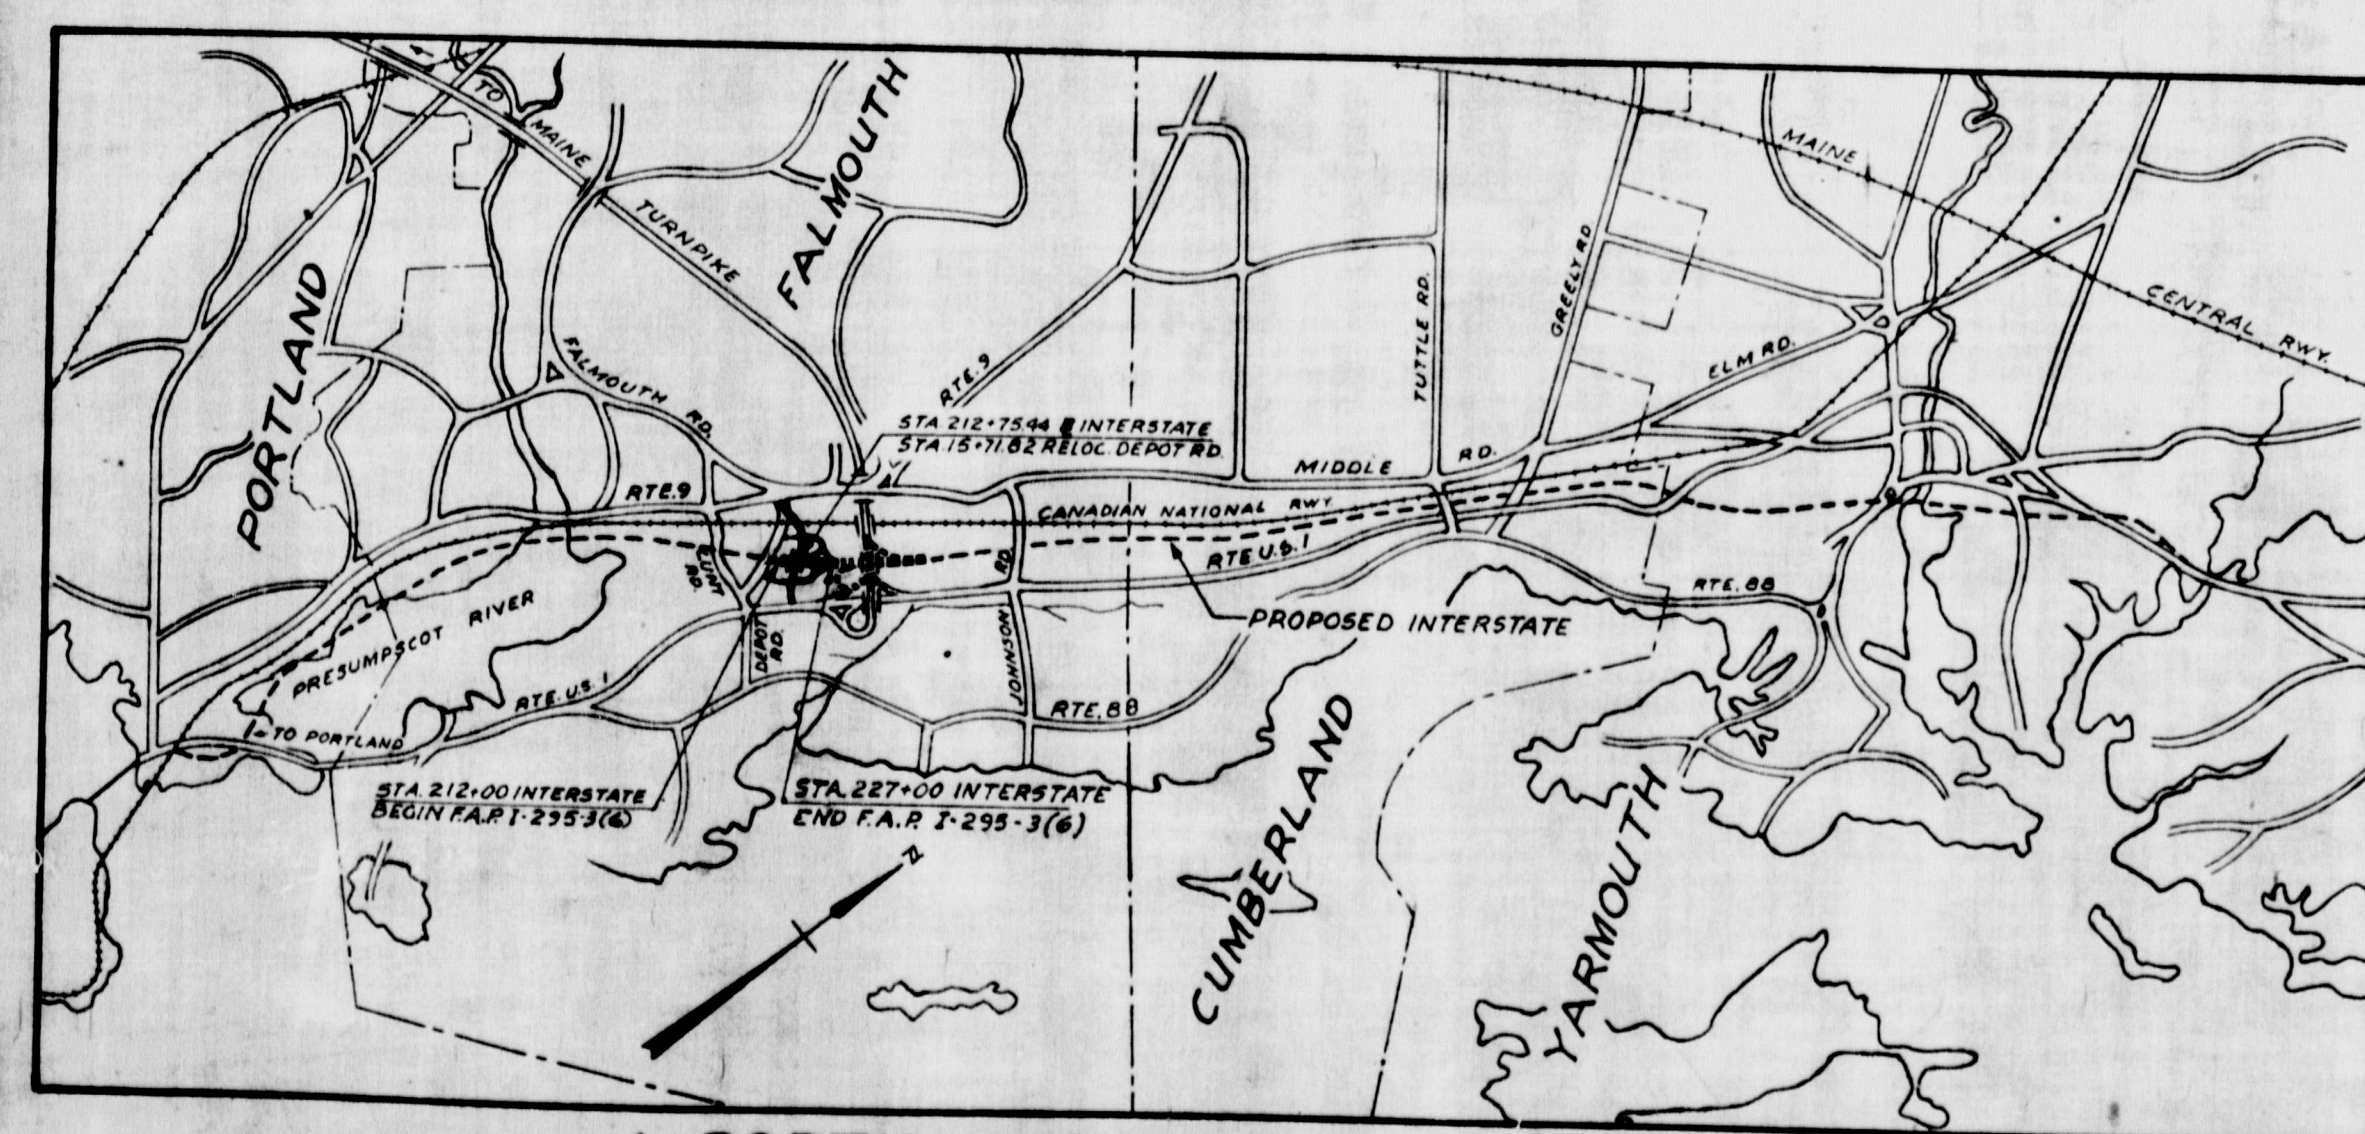 TO
MAINE
TURNPIKE
FALMOUTH
PORTLAND
MAINE
CENTRAL RWY.
FALMOUTH RD.
RTE. 9
TUTTLE RD.
GREELY RD.
ELM RD.
STA. 212+75.44 INTERSTATE
STA. 15+71.82 RELOC. DEPOT RD.
MIDDLE RD.
RTE. 9
CANADIAN NATIONAL RWY.
RTE U.S. 1
RD.
RD.
RTE. 88
PROPOSED INTERSTATE
PRESUMPSCOT RIVER
DEPOT RD.
JOHNSON
RTE. U.S. 1
RTE. 88
TO PORTLAND
STA. 212+00 INTERSTATE
BEGIN F.A.P. I-295-3(6)
STA. 227+00 INTERSTATE
END F.A.P. I-295-3(6)
N
CUMBERLAND
YARMOUTH